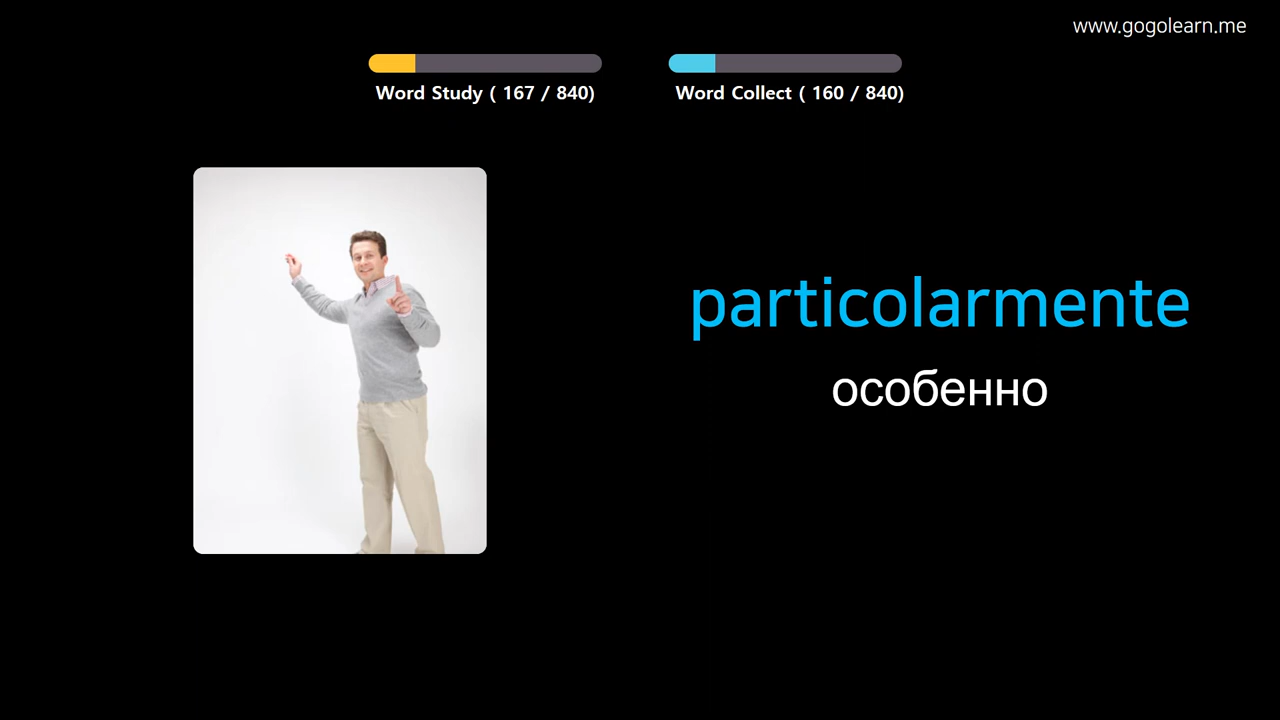 www.gogolearn.me
Word Study ( 167 / 840)
Word Collect ( 160 / 840)
particolarmente
особенно